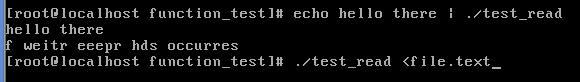 [root@localhost function_test]# echo hello there | ./test_read
hello there
f weitr eeepr hds occurres
[root@localhost function_test]# ./test_read <file.text_